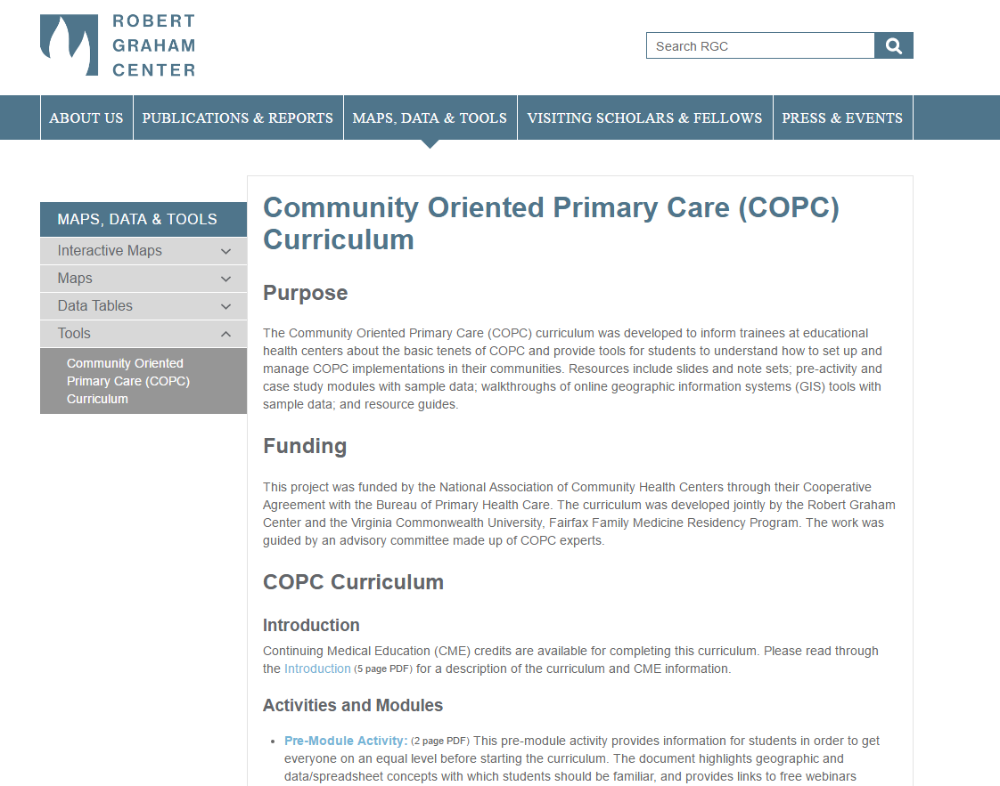 ROBERT
GRAHAM
CENTER
Search RGC
ABOUT US
PUBLICATIONS & REPORTS
MAPS, DATA & TOOLS
VISITING SCHOLARS & FELLOWS
PRESS & EVENTS
MAPS, DATA & TOOLS
Interactive Maps
Maps
Data Tables
Tools
Community Oriented
Primary Care (COPC)
Curriculum
Community Oriented Primary Care (COPC)
Curriculum
Purpose
The Community Oriented Primary Care (COPC) curriculum was developed to inform trainees at educational
health centers about the basic tenets of COPC and provide tools for students to understand how to set up and
manage COPC implementations in their communities. Resources include slides and note sets; pre-activity and
case study modules with sample data; walkthroughs of online geographic information systems (GIS) tools with
sample data; and resource guides.
Funding
This project was funded by the National Association of Community Health Centers through their Cooperative
Agreement with the Bureau of Primary Health Care. The curriculum was developed jointly by the Robert Graham
Center and the Virginia Commonwealth University, Fairfax Family Medicine Residency Program. The work was
guided by an advisory committee made up of COPC experts.
COPC Curriculum
Introduction
Continuing Medical Education (CME) credits are available for completing this curriculum. Please read through
the Introduction (5 page PDF) for a description of the curriculum and CME information.
Activities and Modules
• Pre-Module Activity: (2 page PDF) This pre-module activity provides information for students in order to get
everyone on an equal level before starting the curriculum. The document highlights geographic and
data/spreadsheet concepts with which students should be familiar, and provides links to free webinars